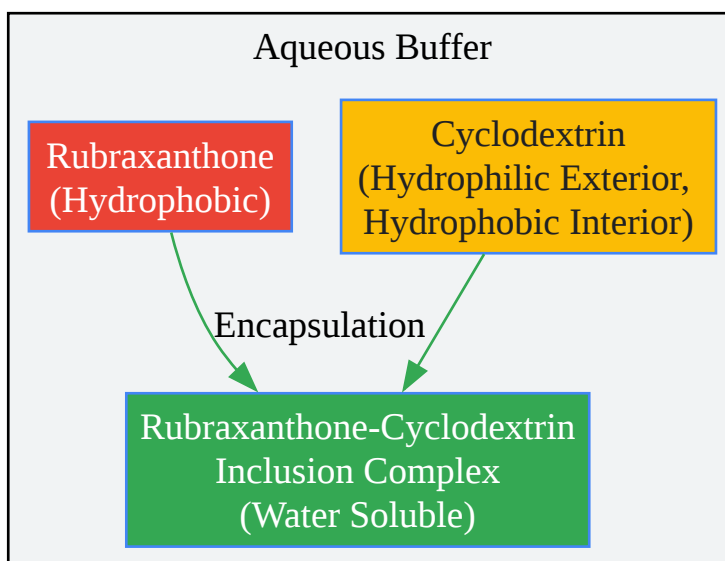 Aqueous Buffer
Rubraxanthone
(Hydrophobic)
Cyclodextrin
(Hydrophilic Exterior,
Hydrophobic Interior)
Encapsulation
Rubraxanthone-Cyclodextrin
Inclusion Complex
(Water Soluble)